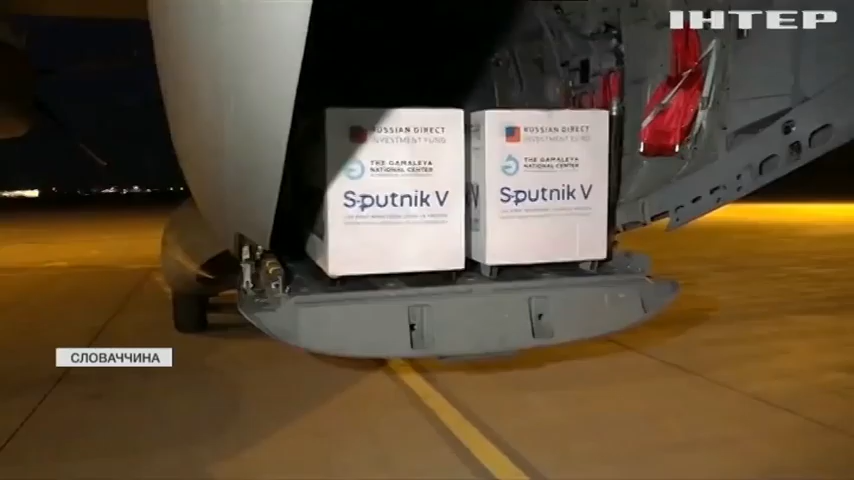 ІНТЕР
RUSSIAN DIRECT
INVESTMENT FUND
THE GAMALEYA
NATIONAL CENTER
Sputnik V
RUSSIAN DIRECT
INVESTMENT FUND
THE GAMALEYA
NATIONAL CENTER
Sputnik V
СЛОВАЧЧИНА